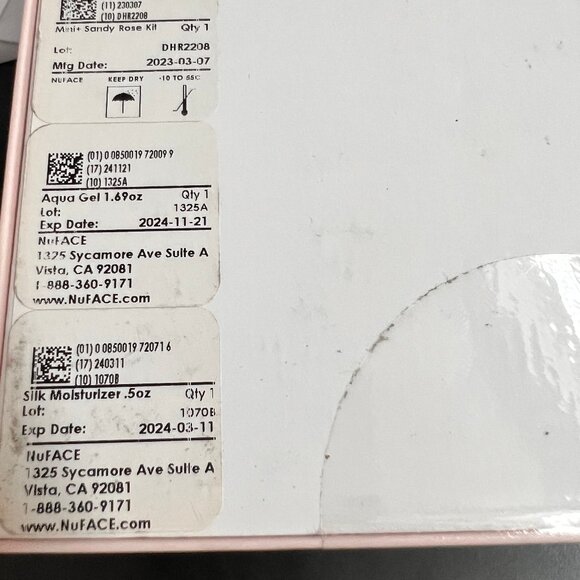 (11) 230307
(10) DHR2208
Mini+ Sandy Rose Kit Qty 1
Lot: DHR2208
Mfg Date: 2023-03-07
NUFACE KEEP DRY -10 TO 55C
(01) 0 0850019 72009 9
(17) 241121
(10) 1325A
Aqua Gel 1.69oz Qty 1
Lot: 1325A
Exp Date: 2024-11-21
NuFACE
1325 Sycamore Ave Suite A
Vista, CA 92081
1-888-360-9171
www.NuFACE.com
(01) 0 0850019 72071 6
(17) 240311
(10) 1070B
Silk Moisturizer .5oz Qty 1
Lot: 1070B
Exp Date: 2024-03-11
NuFACE
1325 Sycamore Ave Suite A
Vista, CA 92081
1-888-360-9171
www.NuFACE.com